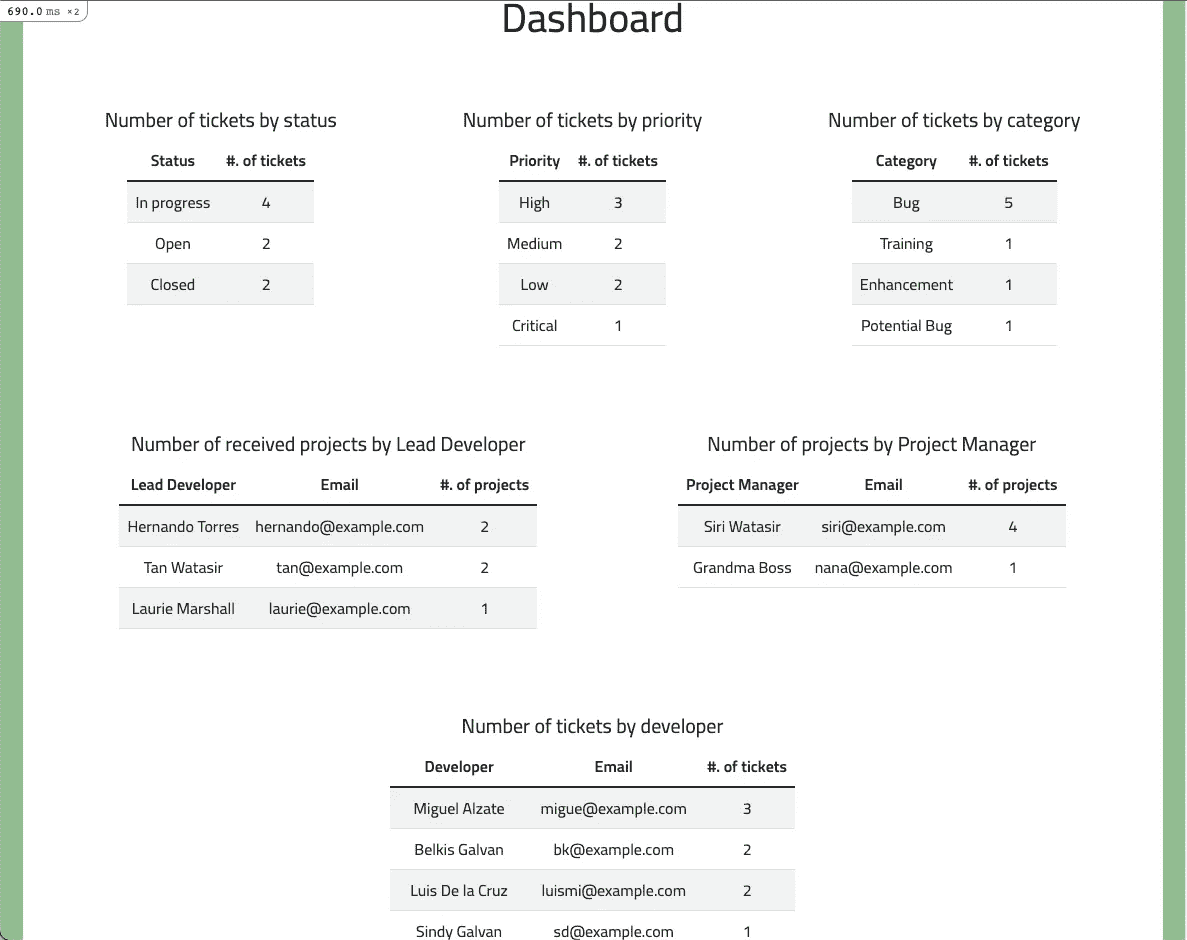 690.0 ms ×2
Dashboard
Number of tickets by status
Status #. of tickets
In progress 4
Open 2
Closed 2
Number of tickets by priority
Priority #. of tickets
High 3
Medium 2
Low 2
Critical 1
Number of tickets by category
Category #. of tickets
Bug 5
Training 1
Enhancement 1
Potential Bug 1
Number of received projects by Lead Developer
Lead Developer Email #. of projects
Hernando Torres hernando@example.com 2
Tan Watasir tan@example.com 2
Laurie Marshall laurie@example.com 1
Number of projects by Project Manager
Project Manager Email #. of projects
Siri Watasir siri@example.com 4
Grandma Boss nana@example.com 1
Number of tickets by developer
Developer Email #. of tickets
Miguel Alzate migue@example.com 3
Belkis Galvan bk@example.com 2
Luis De la Cruz luismi@example.com 2
Sindy Galvan sd@example.com 1